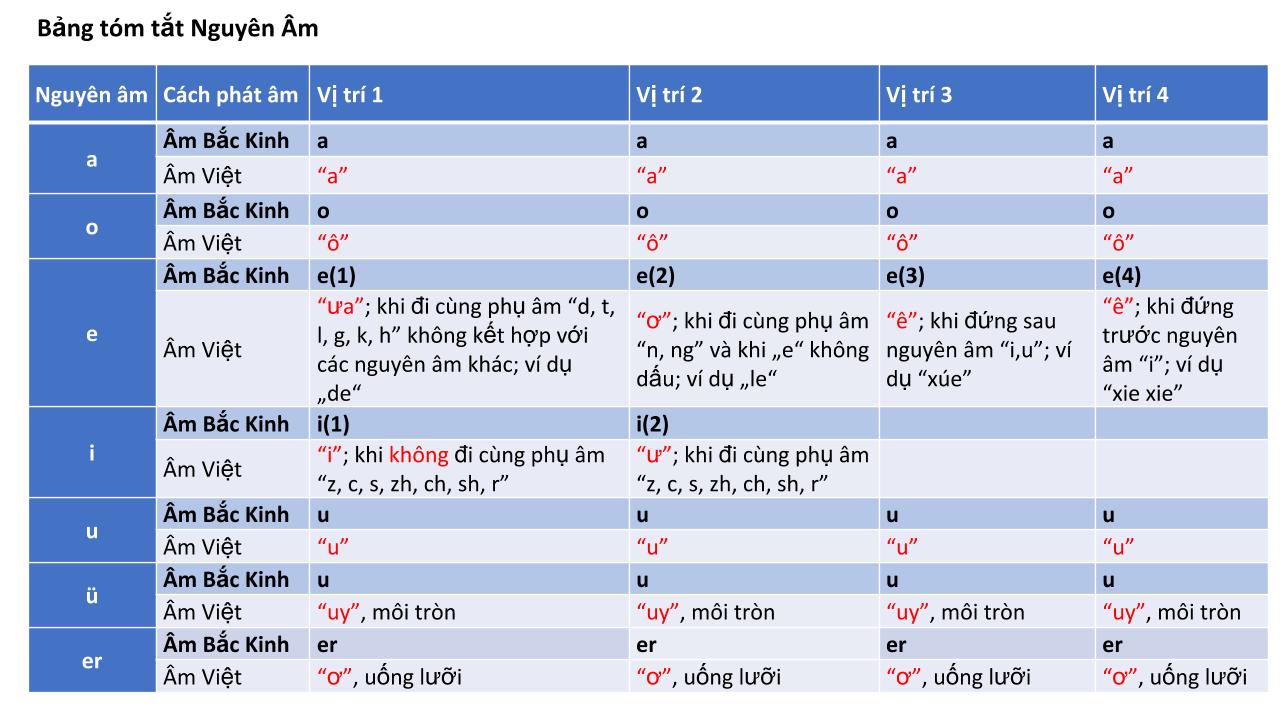 Bảng tóm tắt Nguyên Âm
Nguyên âm Cách phát âm Vị trí 1 Vị trí 2 Vị trí 3 Vị trí 4
a
Âm Bắc Kinh a a a a
Âm Việt “a” “a” “a” “a”
o
Âm Bắc Kinh o o o o
Âm Việt “ô” “ô” “ô” “ô”
e
Âm Bắc Kinh e(1) e(2) e(3) e(4)
Âm Việt
“ưa”; khi đi cùng phụ âm “d, t,
l, g, k, h” không kết hợp với
các nguyên âm khác; ví dụ
„de“
“ơ”; khi đi cùng phụ âm
“n, ng” và khi „e“ không
dấu; ví dụ „le“
“ê”; khi đứng sau
nguyên âm “i,u”; ví
dụ “xúe”
“ê”; khi đứng
trước nguyên
âm “i”; ví dụ
“xie xie”
i
Âm Bắc Kinh i(1) i(2)
Âm Việt
“i”; khi không đi cùng phụ âm
“z, c, s, zh, ch, sh, r”
“ư”; khi đi cùng phụ âm
“z, c, s, zh, ch, sh, r”
u
Âm Bắc Kinh u u u u
Âm Việt “u” “u” “u” “u”
ü
Âm Bắc Kinh u u u u
Âm Việt “uy”, môi tròn “uy”, môi tròn “uy”, môi tròn “uy”, môi tròn
er
Âm Bắc Kinh er er er er
Âm Việt “ơ”, uống lưỡi “ơ”, uống lưỡi “ơ”, uống lưỡi “ơ”, uống lưỡi